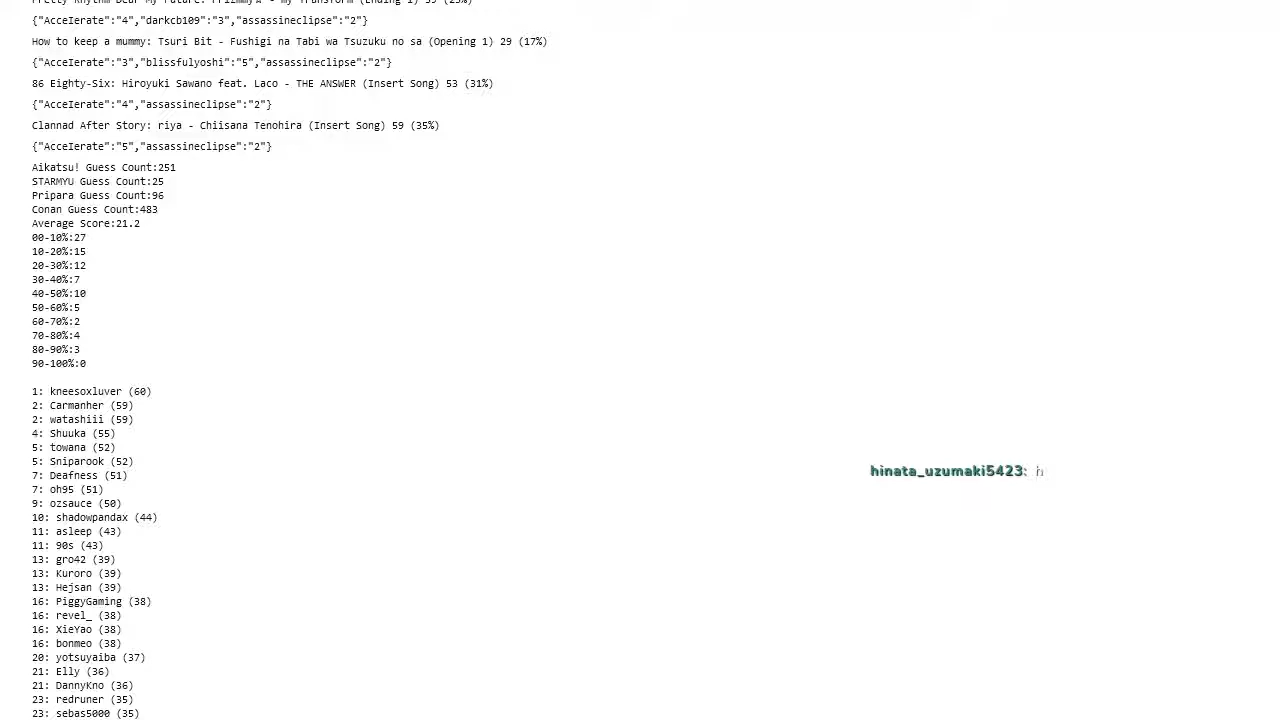 {"AcceIerate":"4","darkcb109":"3","assassineclipse":"2"}
How to keep a mummy: Tsuri Bit - Fushigi na Tabi wa Tsuzuku no sa (Opening 1) 29 (17%)
{"AcceIerate":"3","blissfulyoshi":"5","assassineclipse":"2"}
86 Eighty-Six: Hiroyuki Sawano feat. Laco - THE ANSWER (Insert Song) 53 (31%)
{"AcceIerate":"4","assassineclipse":"2"}
Clannad After Story: riya - Chiisana Tenohira (Insert Song) 59 (35%)
{"AcceIerate":"5","assassineclipse":"2"}
Aikatsu! Guess Count:251
STARMYU Guess Count:25
Pripara Guess Count:96
Conan Guess Count:483
Average Score:21.2
00-10%:27
10-20%:15
20-30%:12
30-40%:7
40-50%:10
50-60%:5
60-70%:2
70-80%:4
80-90%:3
90-100%:0
1: kneesoxluver (60)
2: Carmanher (59)
2: watashiii (59)
4: Shuuka (55)
5: towana (52)
5: Sniparook (52)
7: Deafness (51)
7: oh95 (51)
9: ozsauce (50)
10: shadowpandax (44)
11: asleep (43)
11: 90s (43)
13: gro42 (39)
13: Kuroro (39)
13: Hejsan (39)
16: PiggyGaming (38)
16: revel_ (38)
16: XieYao (38)
16: bonmeo (38)
20: yotsuyaiba (37)
21: Elly (36)
21: DannyKno (36)
23: redruner (35)
23: sebas5000 (35)
hinata_uzumaki5423: h